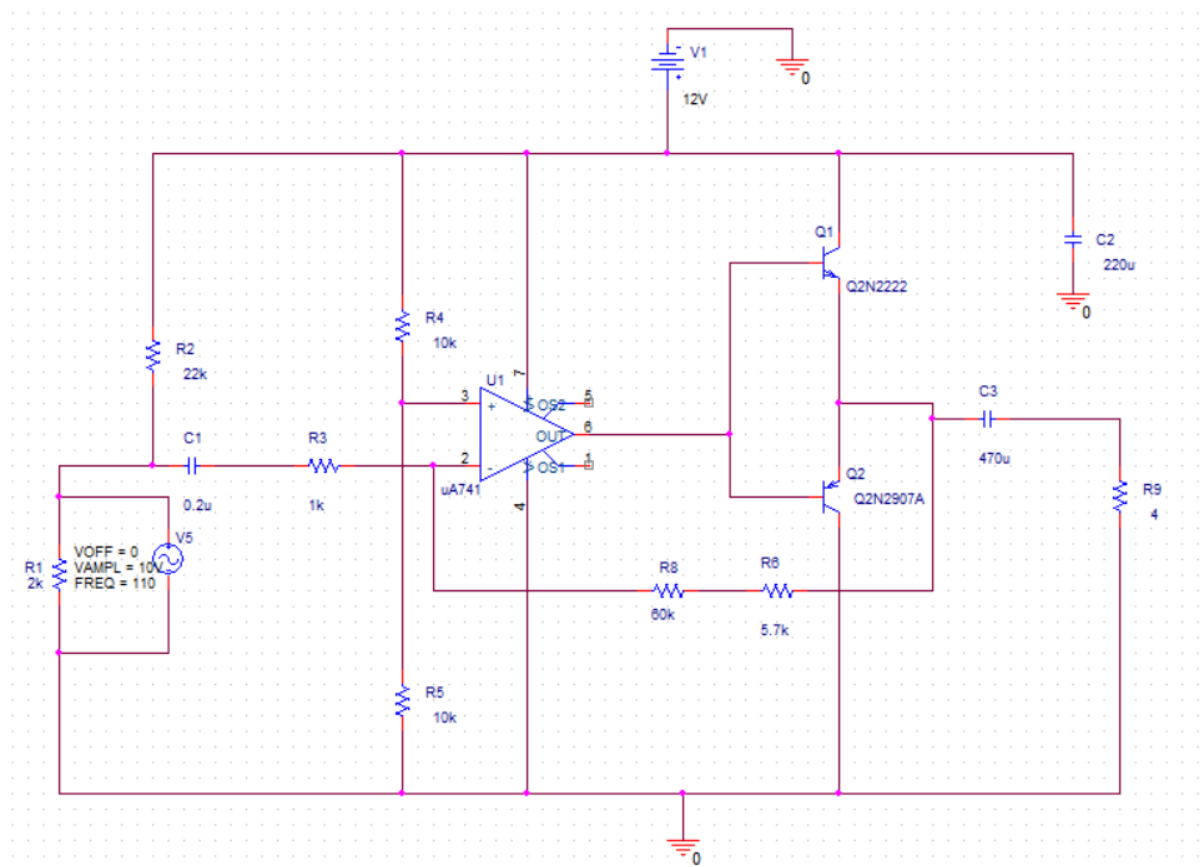 V1
-
+
12V
0
Q1
Q2N2222
C2
220u
0
R4
10k
R2
22k
7
U1
3
+
OS2
5
OUT
6
2
-
OS1
1
uA741
4
C1
0.2u
R3
1k
C3
470u
Q2
Q2N2907A
R9
4
V5
VOFF = 0
VAMPL = 10V
FREQ = 110
R1
2k
R8
60k
R6
5.7k
R5
10k
0